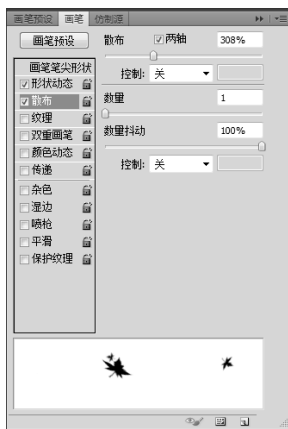 画笔预设 画笔 仿制源
画笔预设 散布 两轴 308%
画笔笔尖形状
控制: 关
形状动态
散布
数量 1
纹理
双重画笔
数量抖动 100%
颜色动态
传递
控制: 关
杂色
湿边
喷枪
平滑
保护纹理